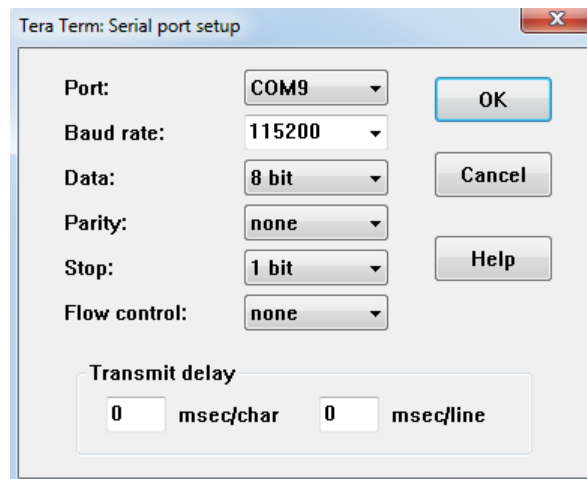 Tera Term: Serial port setup
Port: COM9 OK
Baud rate: 115200
Data: 8 bit Cancel
Parity: none
Stop: 1 bit Help
Flow control: none
Transmit delay
0 msec/char 0 msec/line